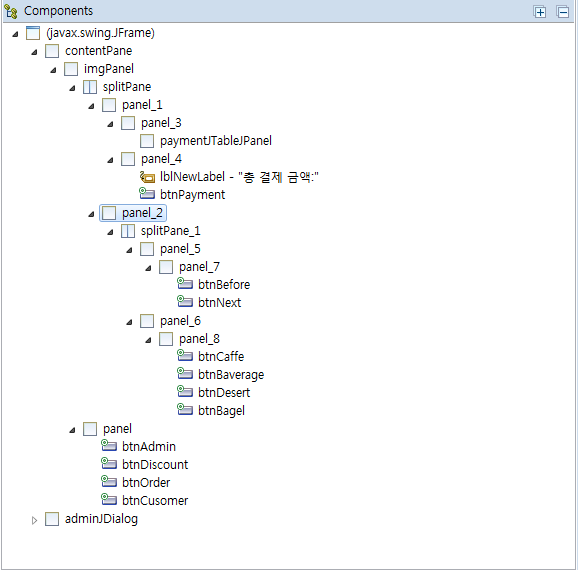 Components
(javax.swing.JFrame)
contentPane
imgPanel
splitPane
panel_1
panel_3
paymentJTableJPanel
panel_4
lblNewLabel - "총 결제 금액:"
btnPayment
panel_2
splitPane_1
panel_5
panel_7
btnBefore
btnNext
panel_6
panel_8
btnCaffe
btnBaverage
btnDesert
btnBagel
panel
btnAdmin
btnDiscount
btnOrder
btnCusomer
adminJDialog